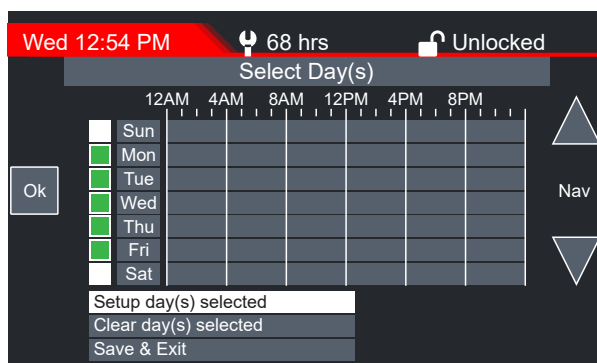 Wed 12:54 PM 68 hrs Unlocked
Select Day(s)
12AM 4AM 8AM 12PM 4PM 8PM
Sun
Mon
Tue
Ok Wed Nav
Thu
Fri
Sat
Setup day(s) selected
Clear day(s) selected
Save & Exit